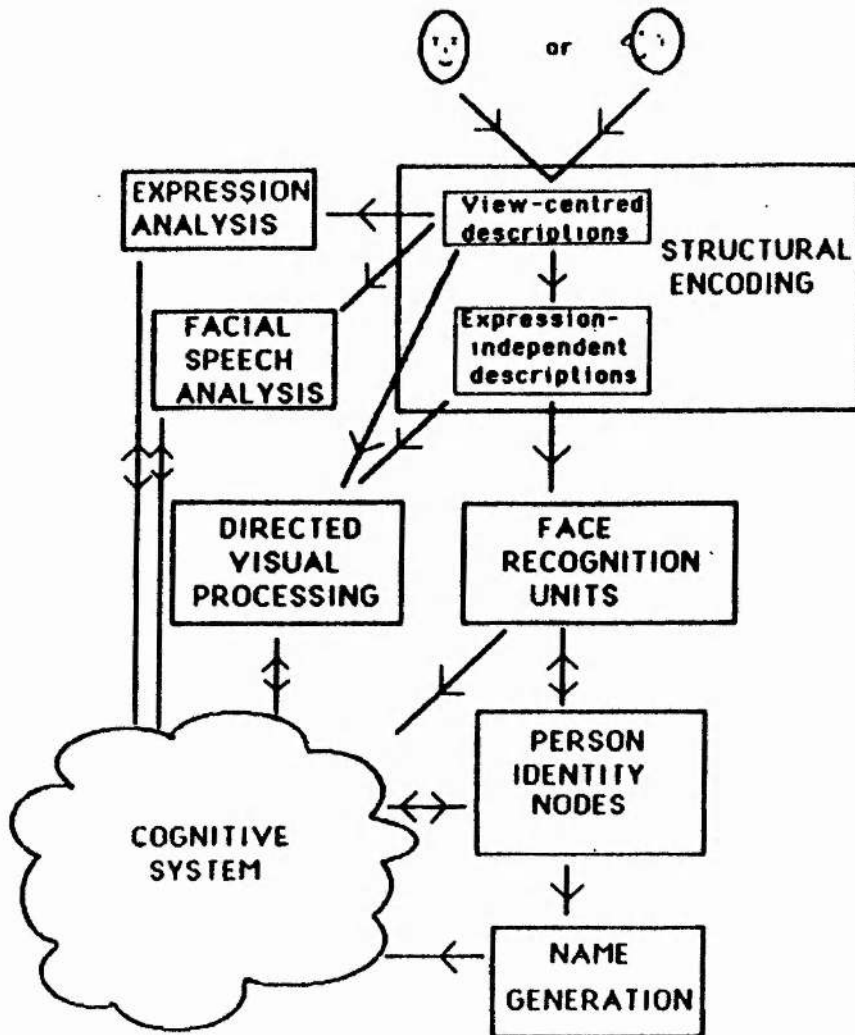 or
EXPRESSION
ANALYSIS
View-centred
descriptions
STRUCTURAL
ENCODING
FACIAL
SPEECH
ANALYSIS
Expression-
independent
descriptions
DIRECTED
VISUAL
PROCESSING
FACE
RECOGNITION
UNITS
PERSON
IDENTITY
NODES
COGNITIVE
SYSTEM
NAME
GENERATION